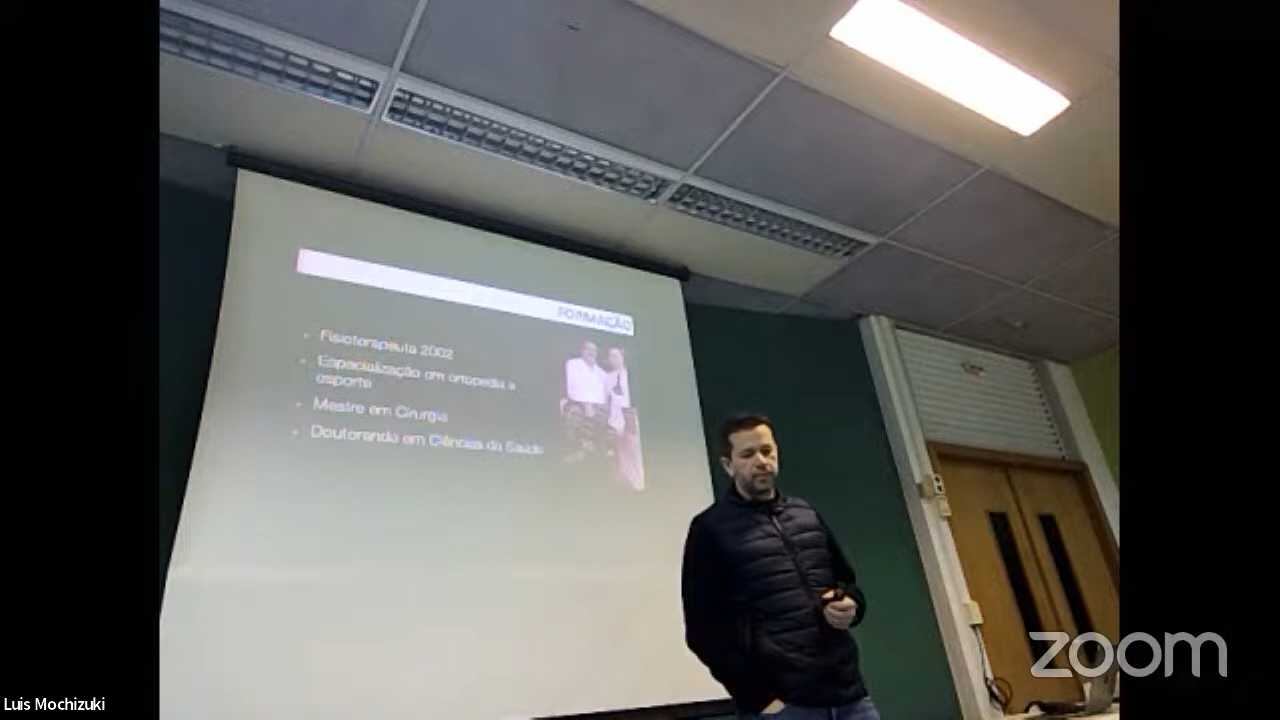 FORMAÇÃO
Fisioterapeuta 2002
Especialização em ortopedia e
esporte
Mestre em Cirurgia
Doutoranda em Ciências da Saúde
zoom
Luis Mochizuki